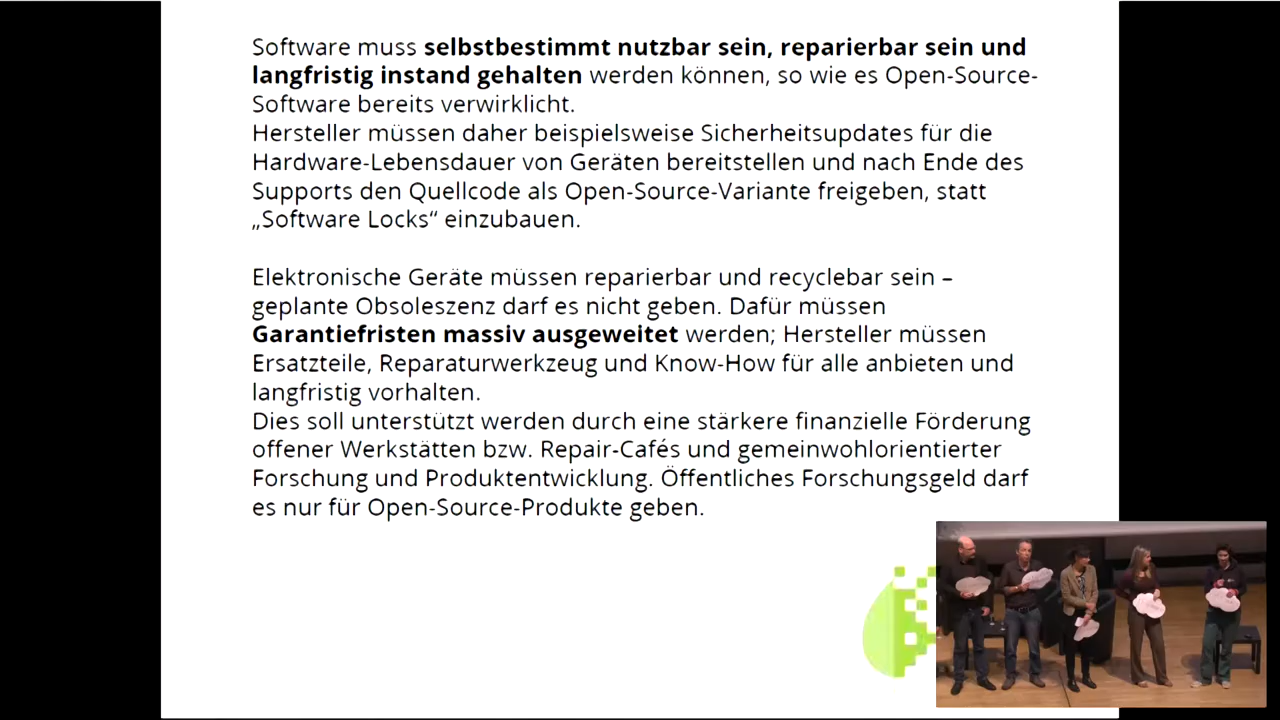 Software muss selbstbestimmt nutzbar sein, reparierbar sein und
langfristig instand gehalten werden können, so wie es Open-Source-
Software bereits verwirklicht.
Hersteller müssen daher beispielsweise Sicherheitsupdates für die
Hardware-Lebensdauer von Geräten bereitstellen und nach Ende des
Supports den Quellcode als Open-Source-Variante freigeben, statt
„Software Locks“ einzubauen.
Elektronische Geräte müssen reparierbar und recyclebar sein –
geplante Obsoleszenz darf es nicht geben. Dafür müssen
Garantiefristen massiv ausgeweitet werden; Hersteller müssen
Ersatzteile, Reparaturwerkzeug und Know-How für alle anbieten und
langfristig vorhalten.
Dies soll unterstützt werden durch eine stärkere finanzielle Förderung
offener Werkstätten bzw. Repair-Cafés und gemeinwohlorientierter
Forschung und Produktentwicklung. Öffentliches Forschungsgeld darf
es nur für Open-Source-Produkte geben.